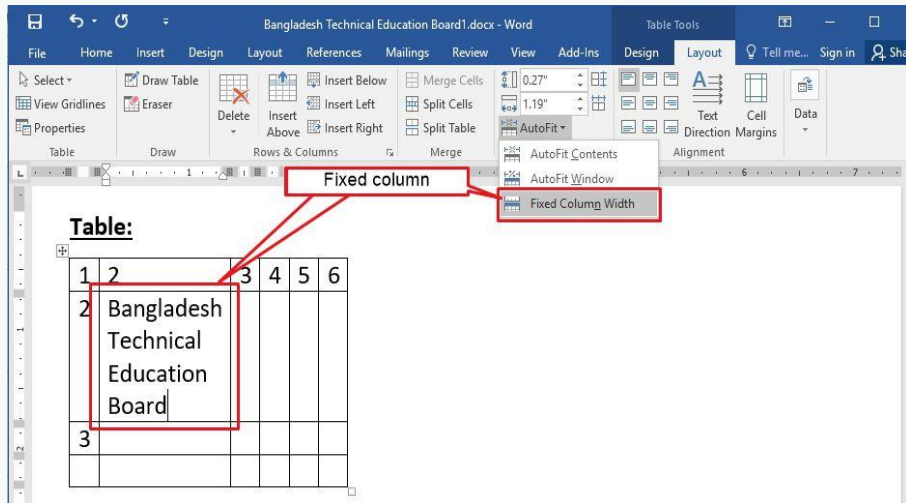 Bangladesh Technical Education Board1.docx - Word
Table Tools
File Home Insert Design Layout References Mailings Review View Add-Ins Design Layout Tell me... Sign in Sha
Select Draw Table Insert Below Merge Cells 0.27"
View Gridlines Eraser Delete Insert Above Insert Left Split Cells 1.19" Text Direction Cell Margins Data
Properties Insert Right Split Table AutoFit
Table Draw Rows & Columns Merge Alignment
AutoFit Contents
AutoFit Window
Fixed Column Width
1 6 7
Fixed column
Table:
1 2 3 4 5 6
2 Bangladesh
Technical
Education
Board
3